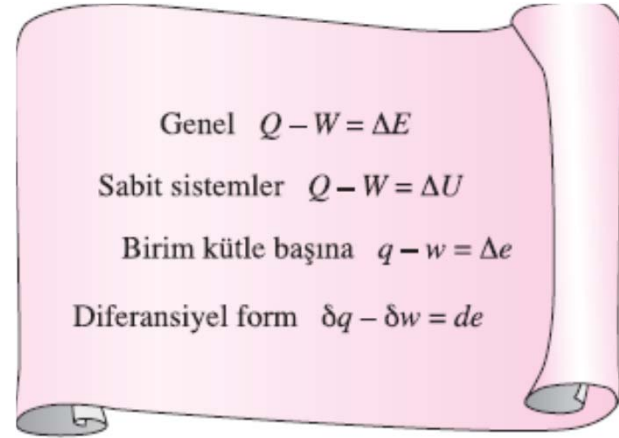 Genel Q – W = ΔE
Sabit sistemler Q – W = ΔU
Birim kütle başına q – w = Δe
Diferansiyel form δq – δw = de